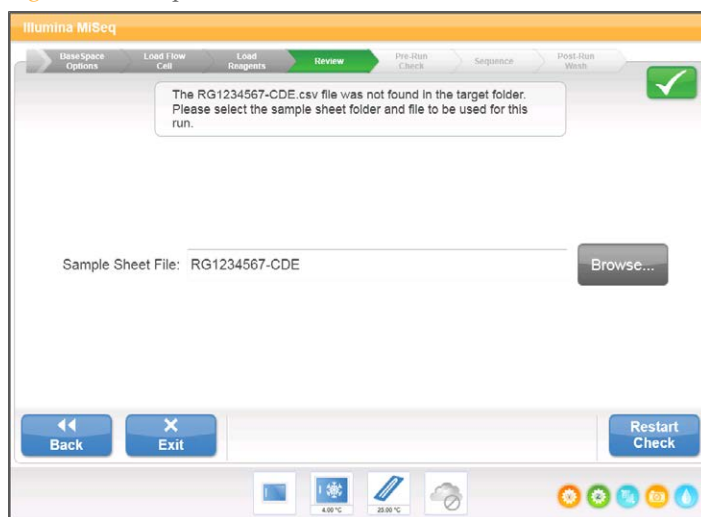 Illumina MiSeq
BaseSpace Options
Load Flow Cell
Load Reagents
Review
Pre-Run Check
Sequence
Post-Run Wash
The RG1234567-CDE.csv file was not found in the target folder.
Please select the sample sheet folder and file to be used for this
run.
Sample Sheet File: RG1234567-CDE
Browse...
Back
Exit
Restart
Check
4.00 °C
23.00 °C